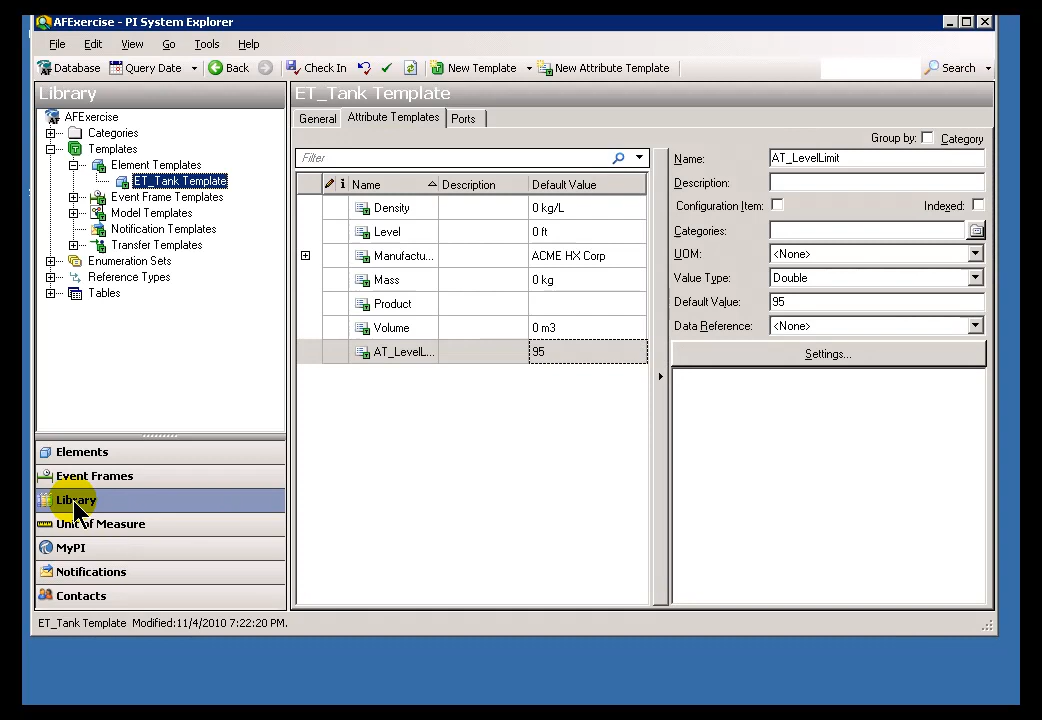 AFExercise - PI System Explorer
File Edit View Go Tools Help
Database Query Date Back Check In New Template New Attribute Template Search
Library
AFExercise
Categories
Templates
Element Templates
ET_Tank Template
Event Frame Templates
Model Templates
Notification Templates
Transfer Templates
Enumeration Sets
Reference Types
Tables
Elements
Event Frames
Library
Unit of Measure
MyPI
Notifications
Contacts
ET_Tank Template
General Attribute Templates Ports
Group by: Category
Filter
Name Description Default Value
Density 0 kg/L
Level 0 ft
Manufactu... ACME HX Corp
Mass 0 kg
Product
Volume 0 m3
AT_LevelL... 95
Name: AT_LevelLimit
Description:
Configuration Item: Indexed:
Categories:
UOM: <None>
Value Type: Double
Default Value: 95
Data Reference: <None>
Settings...
ET_Tank Template Modified:11/4/2010 7:22:20 PM.